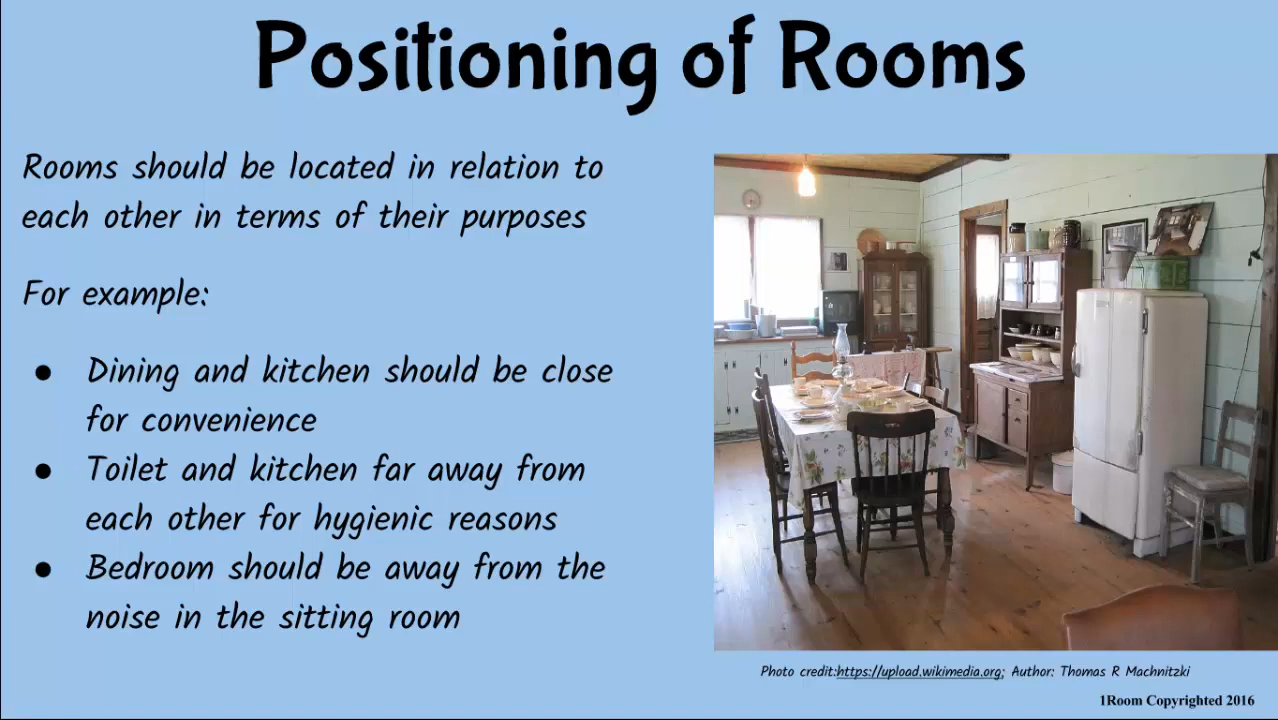 Positioning of Rooms
Rooms should be located in relation to
each other in terms of their purposes
For example:
● Dining and kitchen should be close
for convenience
● Toilet and kitchen far away from
each other for hygienic reasons
● Bedroom should be away from the
noise in the sitting room
Photo credit:https://upload.wikimedia.org; Author: Thomas R Machnitzki
1Room Copyrighted 2016